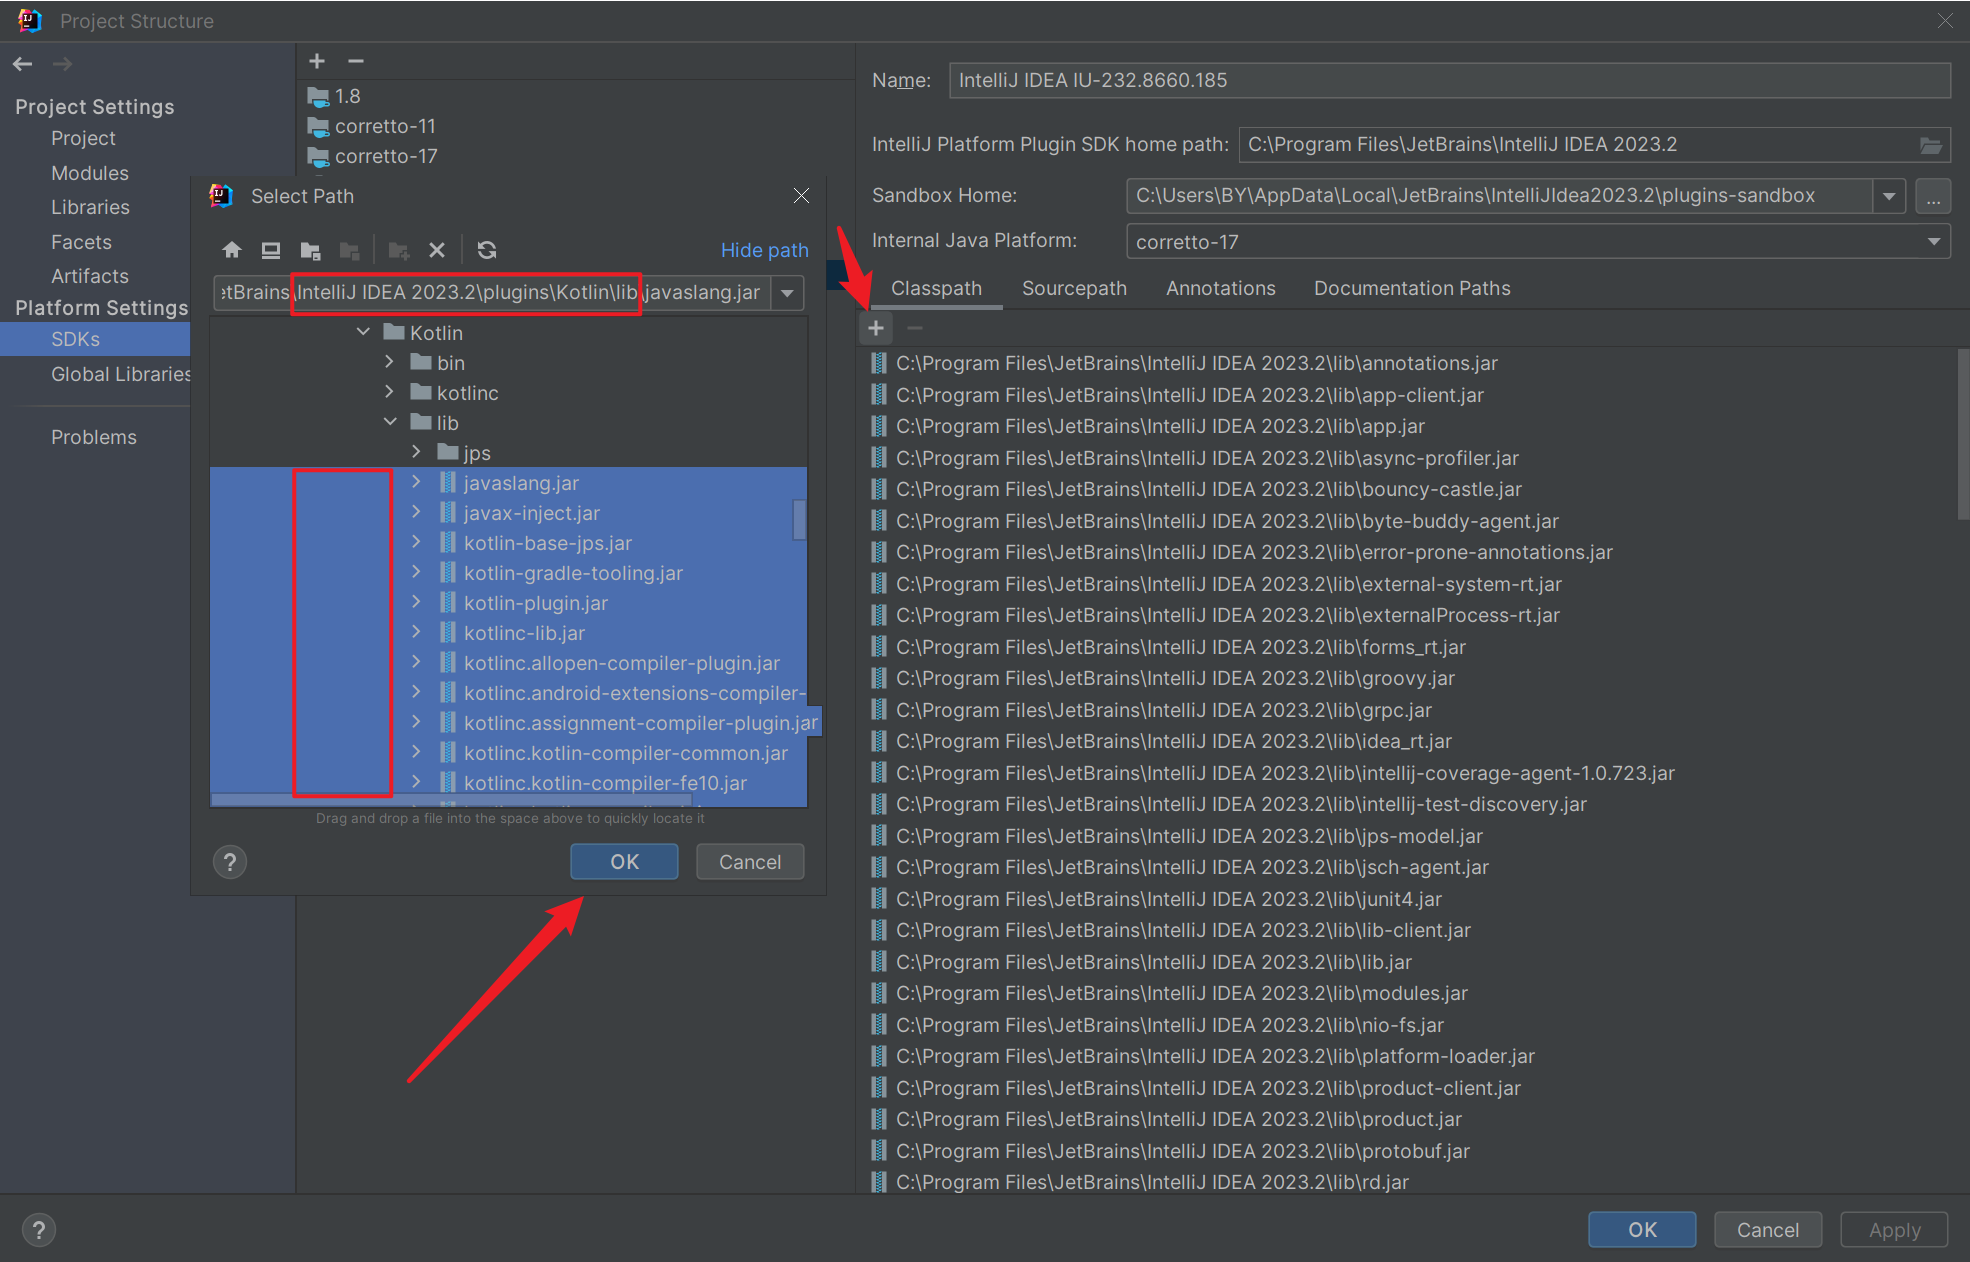 Project Structure
Project Settings
Project
Modules
Libraries
Facets
Artifacts
Platform Settings
SDKs
Global Libraries
Problems
1.8
corretto-11
corretto-17
Select Path
Hide path
etBrains\IntelliJ IDEA 2023.2\plugins\Kotlin\lib\javaslang.jar
Kotlin
bin
kotlinc
lib
jps
javaslang.jar
javax-inject.jar
kotlin-base-jps.jar
kotlin-gradle-tooling.jar
kotlin-plugin.jar
kotlinc-lib.jar
kotlinc.allopen-compiler-plugin.jar
kotlinc.android-extensions-compiler-
kotlinc.assignment-compiler-plugin.jar
kotlinc.kotlin-compiler-common.jar
kotlinc.kotlin-compiler-fe10.jar
Drag and drop a file into the space above to quickly locate it
?
OK
Cancel
Name:
IntelliJ IDEA IU-232.8660.185
IntelliJ Platform Plugin SDK home path:
C:\Program Files\JetBrains\IntelliJ IDEA 2023.2
Sandbox Home:
C:\Users\BY\AppData\Local\JetBrains\IntelliJIdea2023.2\plugins-sandbox
...
Internal Java Platform:
corretto-17
Classpath
Sourcepath
Annotations
Documentation Paths
C:\Program Files\JetBrains\IntelliJ IDEA 2023.2\lib\annotations.jar
C:\Program Files\JetBrains\IntelliJ IDEA 2023.2\lib\app-client.jar
C:\Program Files\JetBrains\IntelliJ IDEA 2023.2\lib\app.jar
C:\Program Files\JetBrains\IntelliJ IDEA 2023.2\lib\async-profiler.jar
C:\Program Files\JetBrains\IntelliJ IDEA 2023.2\lib\bouncy-castle.jar
C:\Program Files\JetBrains\IntelliJ IDEA 2023.2\lib\byte-buddy-agent.jar
C:\Program Files\JetBrains\IntelliJ IDEA 2023.2\lib\error-prone-annotations.jar
C:\Program Files\JetBrains\IntelliJ IDEA 2023.2\lib\external-system-rt.jar
C:\Program Files\JetBrains\IntelliJ IDEA 2023.2\lib\externalProcess-rt.jar
C:\Program Files\JetBrains\IntelliJ IDEA 2023.2\lib\forms_rt.jar
C:\Program Files\JetBrains\IntelliJ IDEA 2023.2\lib\groovy.jar
C:\Program Files\JetBrains\IntelliJ IDEA 2023.2\lib\grpc.jar
C:\Program Files\JetBrains\IntelliJ IDEA 2023.2\lib\idea_rt.jar
C:\Program Files\JetBrains\IntelliJ IDEA 2023.2\lib\intellij-coverage-agent-1.0.723.jar
C:\Program Files\JetBrains\IntelliJ IDEA 2023.2\lib\intellij-test-discovery.jar
C:\Program Files\JetBrains\IntelliJ IDEA 2023.2\lib\jps-model.jar
C:\Program Files\JetBrains\IntelliJ IDEA 2023.2\lib\jsch-agent.jar
C:\Program Files\JetBrains\IntelliJ IDEA 2023.2\lib\junit4.jar
C:\Program Files\JetBrains\IntelliJ IDEA 2023.2\lib\lib-client.jar
C:\Program Files\JetBrains\IntelliJ IDEA 2023.2\lib\lib.jar
C:\Program Files\JetBrains\IntelliJ IDEA 2023.2\lib\modules.jar
C:\Program Files\JetBrains\IntelliJ IDEA 2023.2\lib\nio-fs.jar
C:\Program Files\JetBrains\IntelliJ IDEA 2023.2\lib\platform-loader.jar
C:\Program Files\JetBrains\IntelliJ IDEA 2023.2\lib\product-client.jar
C:\Program Files\JetBrains\IntelliJ IDEA 2023.2\lib\product.jar
C:\Program Files\JetBrains\IntelliJ IDEA 2023.2\lib\protobuf.jar
C:\Program Files\JetBrains\IntelliJ IDEA 2023.2\lib\rd.jar
?
OK
Cancel
Apply